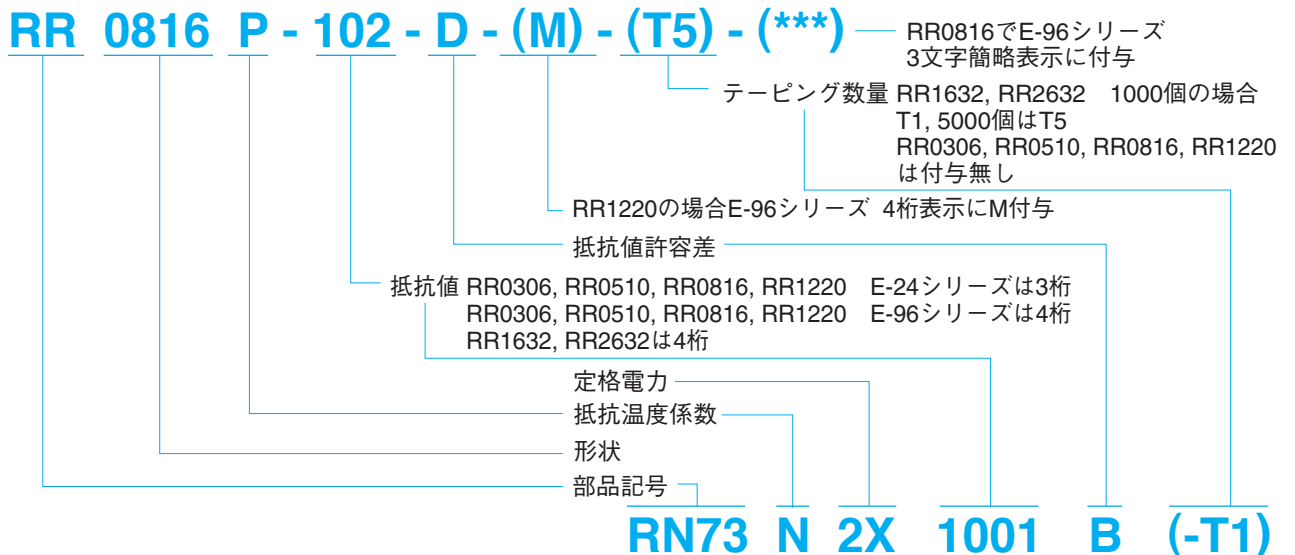 RR 0816 P - 102 - D - (M) - (T5) - (***)
RR0816でE-96シリーズ
3文字簡略表示に付与
テーピング数量 RR1632, RR2632 1000個の場合
T1, 5000個はT5
RR0306, RR0510, RR0816, RR1220
は付与無し
RR1220の場合E-96シリーズ 4桁表示にM付与
抵抗値許容差
抵抗値 RR0306, RR0510, RR0816, RR1220 E-24シリーズは3桁
RR0306, RR0510, RR0816, RR1220 E-96シリーズは4桁
RR1632, RR2632は4桁
定格電力
抵抗温度係数
形状
部品記号
RN73 N 2X 1001 B (-T1)